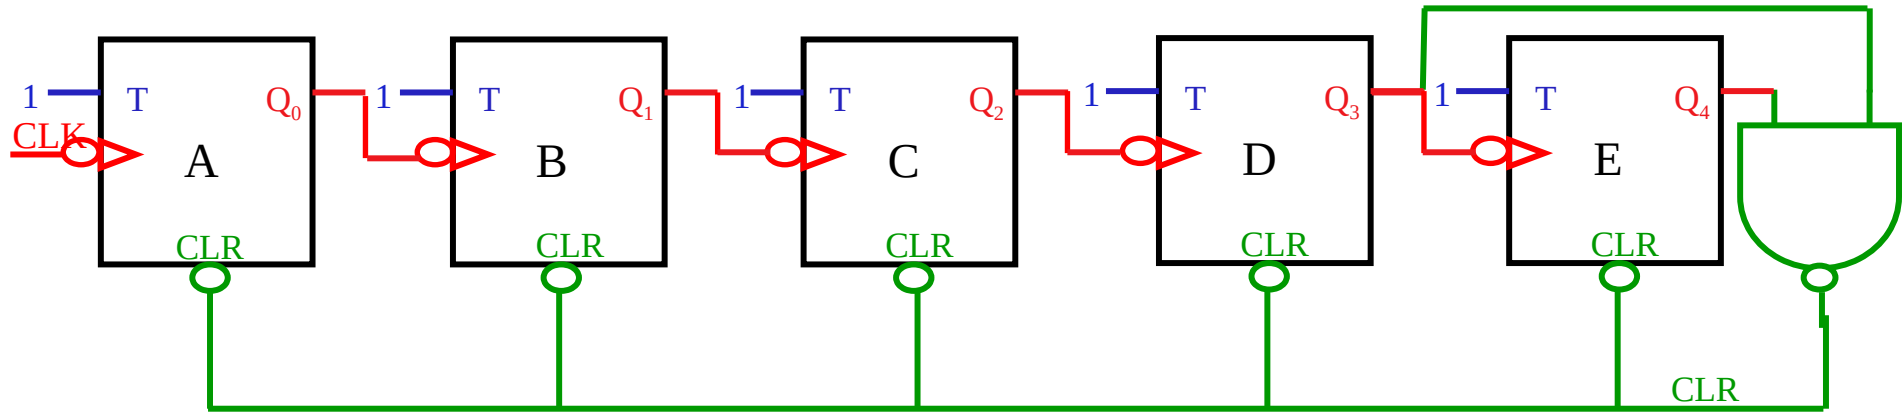 1 T Q0 1 T Q1 1 T Q2 1 T Q3 1 T Q4
CLK
A B C D E
CLR CLR CLR CLR CLR
CLR